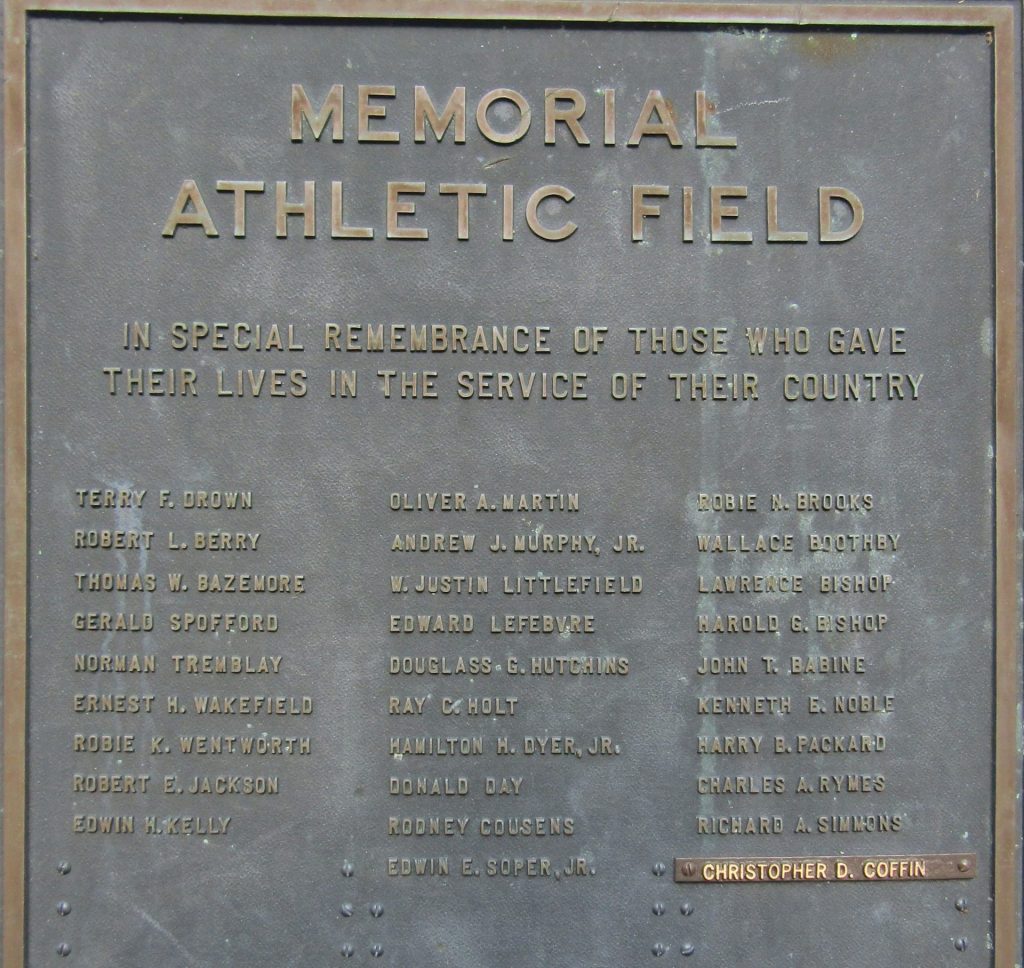 MEMORIAL
ATHLETIC FIELD
IN SPECIAL REMEMBRANCE OF THOSE WHO GAVE
THEIR LIVES IN THE SERVICE OF THEIR COUNTRY
TERRY F. DROWN
ROBERT L. BERRY
THOMAS W. BAZEMORE
GERALD SPOFFORD
NORMAN TREMBLAY
ERNEST H. WAKEFIELD
ROBIE K. WENTWORTH
ROBERT E. JACKSON
EDWIN H. KELLY
OLIVER A. MARTIN
ANDREW J. MURPHY, JR.
W. JUSTIN LITTLEFIELD
EDWARD LEFEBVRE
DOUGLASS G. HUTCHINS
RAY C. HOLT
HAMILTON H. DYER, JR.
DONALD DAY
RODNEY COUSENS
EDWIN E. SOPER, JR.
ROBIE N. BROOKS
WALLACE BOOTHBY
LAWRENCE BISHOP
HAROLD G. BISHOP
JOHN T. BABINE
KENNETH E. NOBLE
HARRY B. PACKARD
CHARLES A. RYMES
RICHARD A. SIMMONS
CHRISTOPHER D. COFFIN